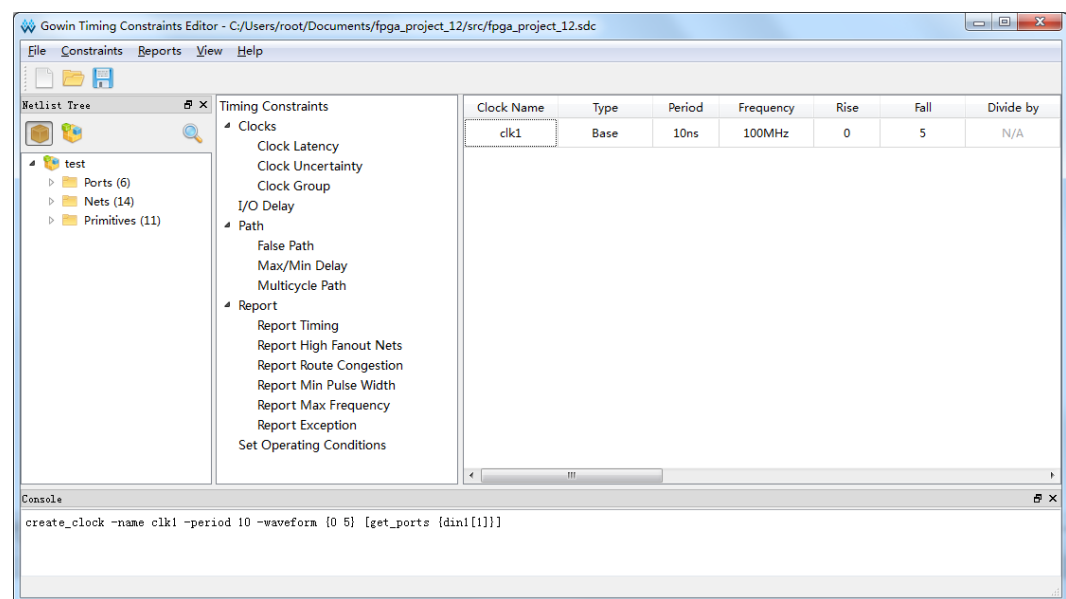 Gowin Timing Constraints Editor - C:/Users/root/Documents/fpga_project_12/src/fpga_project_12.sdc
File Constraints Reports View Help
Netlist Tree
test
Ports (6)
Nets (14)
Primitives (11)
Timing Constraints
Clocks
Clock Latency
Clock Uncertainty
Clock Group
I/O Delay
Path
False Path
Max/Min Delay
Multicycle Path
Report
Report Timing
Report High Fanout Nets
Report Route Congestion
Report Min Pulse Width
Report Max Frequency
Report Exception
Set Operating Conditions
Clock Name Type Period Frequency Rise Fall Divide by
clk1 Base 10ns 100MHz 0 5 N/A
Console
create_clock -name clk1 -period 10 -waveform {0 5} [get_ports {din1[1]}]